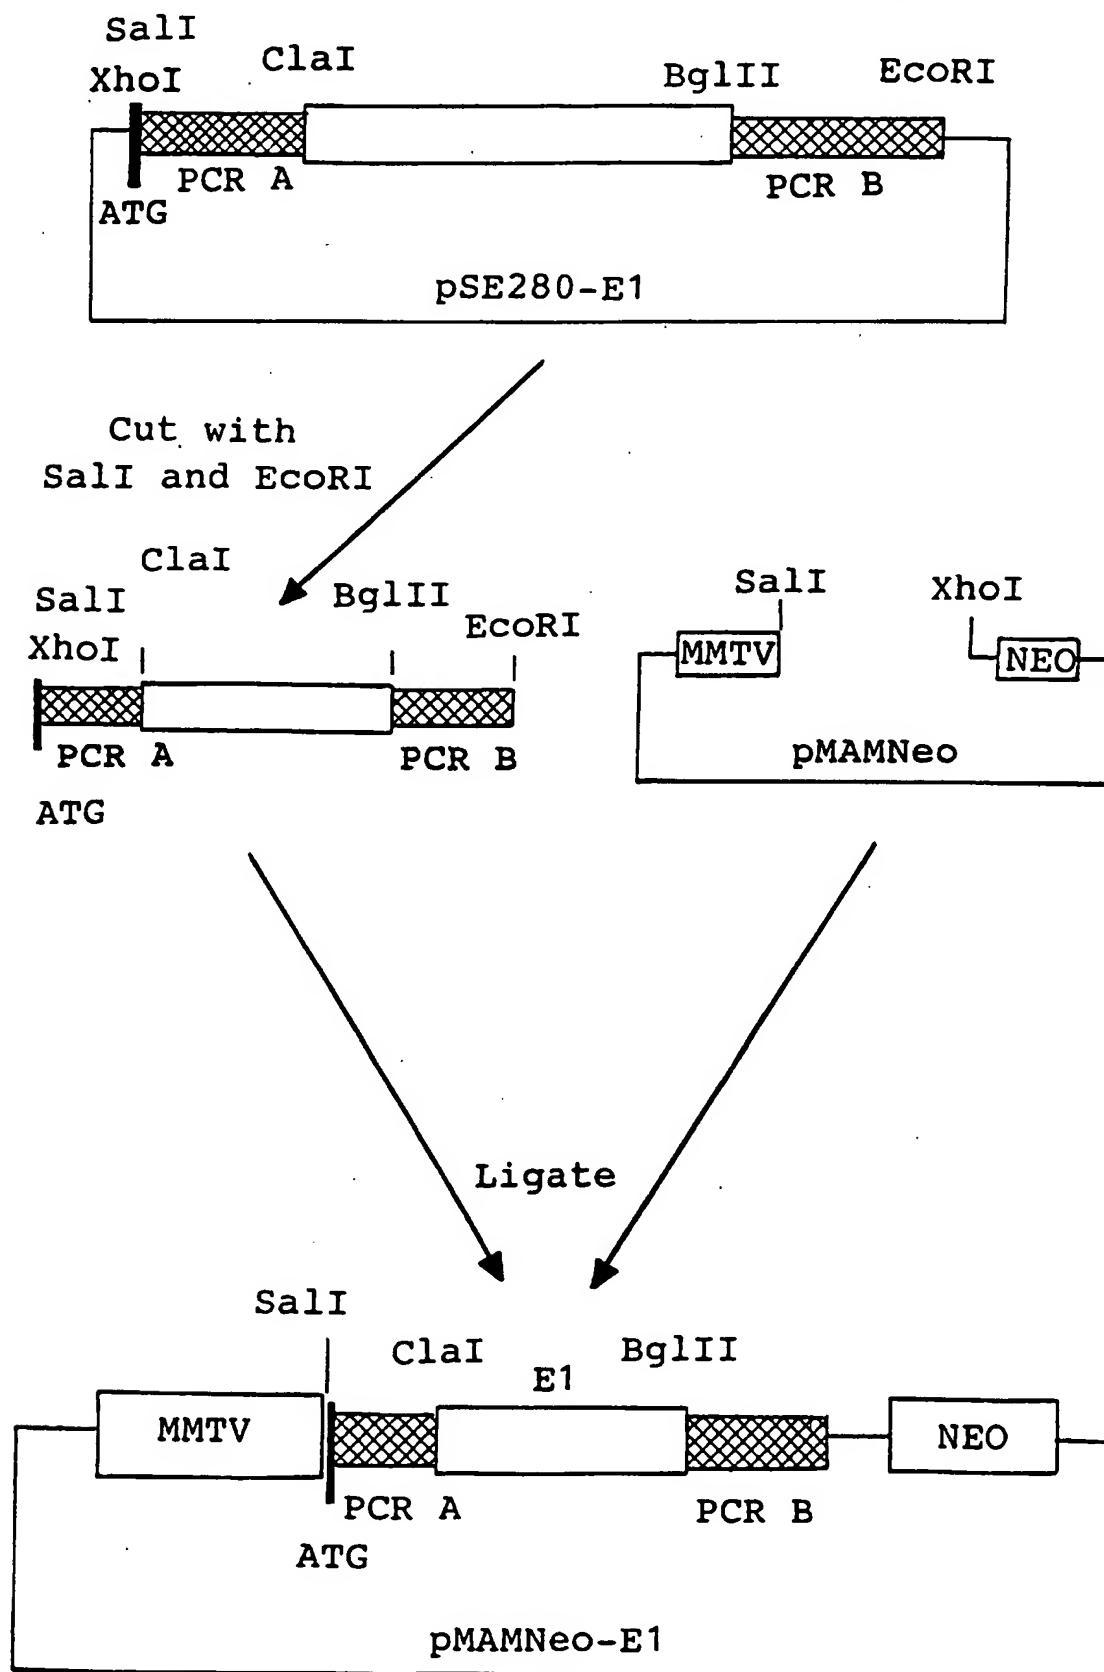 SalI
XhoI
ClaI
BglII
EcoRI
PCR A
PCR B
ATG
pSE280-E1
Cut with
SalI and EcoRI
ClaI
SalI
XhoI
BglII
EcoRI
PCR A
PCR B
ATG
SalI
XhoI
MMTV
NEO
pMAMNeo
Ligate
SalI
ClaI
E1
BglII
MMTV
NEO
PCR A
PCR B
ATG
pMAMNeo-E1